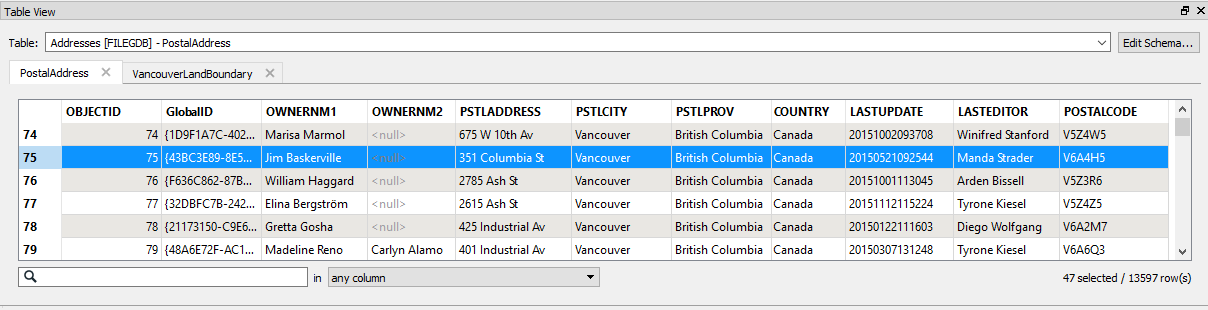 Table View
Table: Addresses [FILEGDB] - PostalAddress Edit Schema...
PostalAddress VancouverLandBoundary
OBJECTID GlobalID OWNERNM1 OWNERNM2 PSTLADDRESS PSTLCITY PSTLPROV COUNTRY LASTUPDATE LASTEDITOR POSTALCODE
74 74 {1D9F1A7C-402... Marisa Marmol <null> 675 W 10th Av Vancouver British Columbia Canada 20151002093708 Winifred Stanford V5Z4W5
75 75 {43BC3E89-8E5... Jim Baskerville <null> 351 Columbia St Vancouver British Columbia Canada 20150521092544 Manda Strader V6A4H5
76 76 {F636C862-87B... William Haggard <null> 2785 Ash St Vancouver British Columbia Canada 20151001113045 Arden Bissell V5Z3R6
77 77 {32DBFC7B-242... Elina Bergström <null> 2615 Ash St Vancouver British Columbia Canada 20151112115224 Tyrone Kiesel V5Z4Z5
78 78 {21173150-C9E6... Gretta Gosha <null> 425 Industrial Av Vancouver British Columbia Canada 20150122111603 Diego Wolfgang V6A2M7
79 79 {48A6E72F-AC1... Madeline Reno Carlyn Alamo 401 Industrial Av Vancouver British Columbia Canada 20150307131248 Tyrone Kiesel V6A6Q3
in any column 47 selected / 13597 row(s)